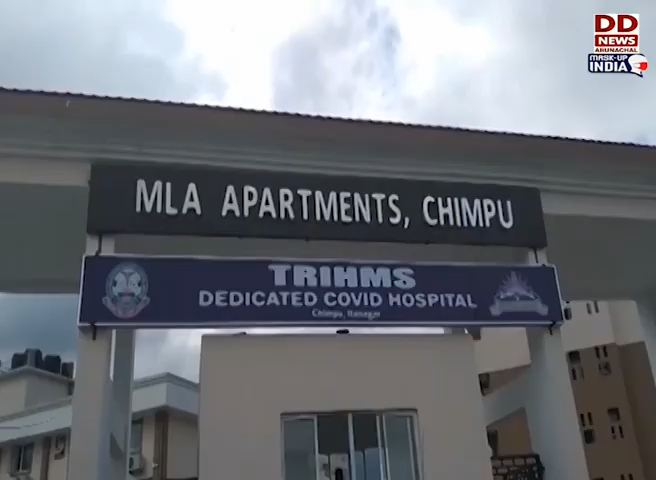 DD
NEWS
ARUNACHAL
MASK-UP
INDIA
MLA APARTMENTS, CHIMPU
TRIHMS
DEDICATED COVID HOSPITAL
Chimpu, Itanagar